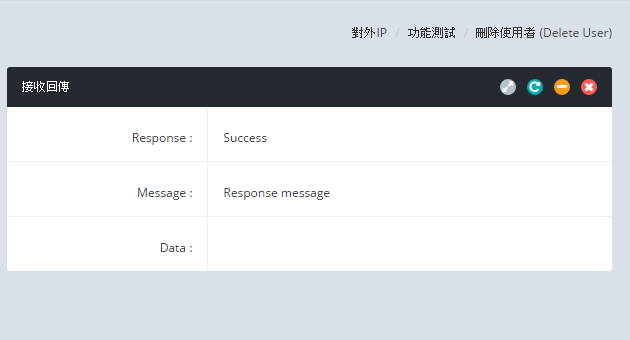 對外IP / 功能測試 / 刪除使用者 (Delete User)
接收回傳
Response : Success
Message : Response message
Data :